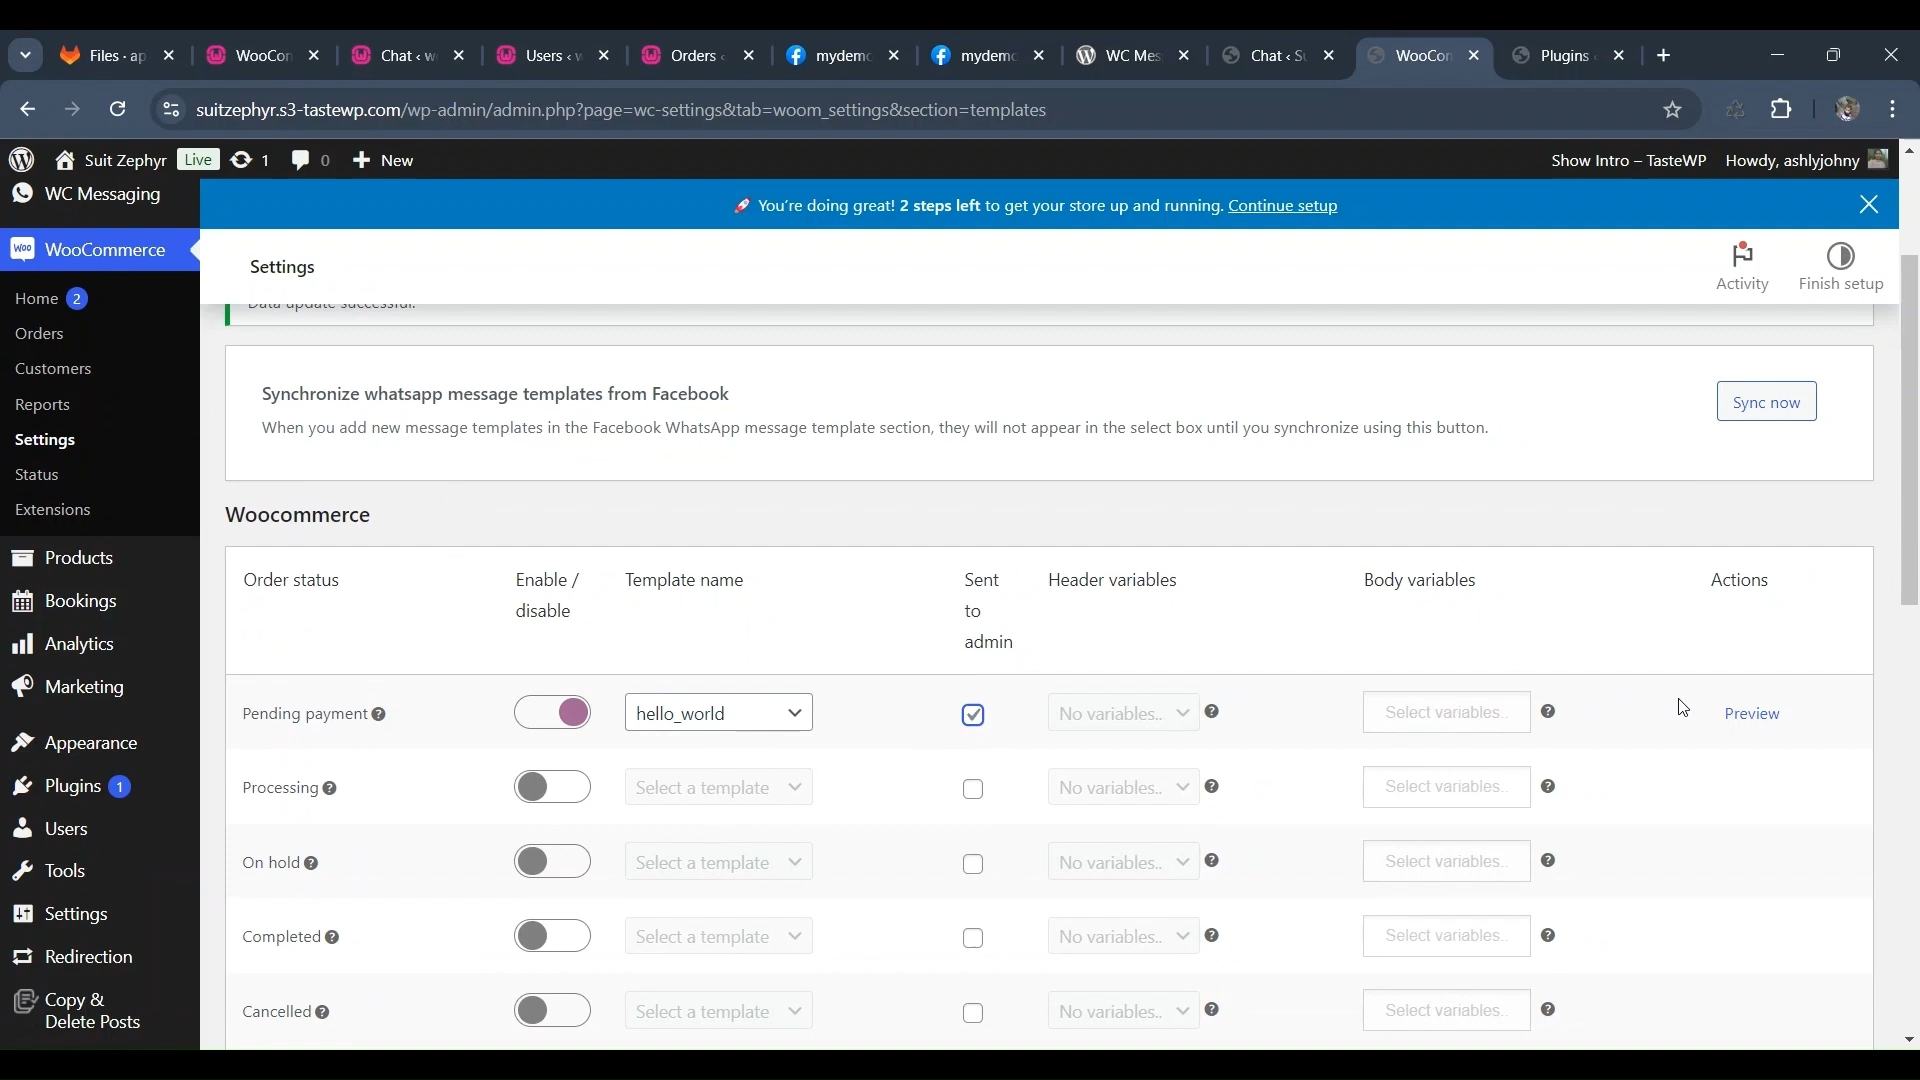 Files · ap
WooCon
Chat ‹ w
Users ‹ w
Orders ‹
mydemo
mydemo
WC Mes
Chat ‹ Su
WooCon
Plugins ‹
suitzephyr.s3-tastewp.com/wp-admin/admin.php?page=wc-settings&tab=woom_settings&section=templates
Suit Zephyr Live 1 0 New
Show Intro – TasteWP Howdy, ashlyjohny
WC Messaging
🚀 You're doing great! 2 steps left to get your store up and running. Continue setup
Woo WooCommerce
Settings
Activity
Finish setup
Home 2
Orders
Customers
Reports
Settings
Status
Extensions
Products
Bookings
Analytics
Marketing
Appearance
Plugins 1
Users
Tools
Settings
Redirection
Copy &
Delete Posts
Data update successful.
Synchronize whatsapp message templates from Facebook
When you add new message templates in the Facebook WhatsApp message template section, they will not appear in the select box until you synchronize using this button.
Sync now
Woocommerce
Order status
Enable /
disable
Template name
Sent
to
admin
Header variables
Body variables
Actions
Pending payment ? hello_world No variables.. ? Select variables.. ? Preview
Processing ? Select a template No variables.. ? Select variables.. ?
On hold ? Select a template No variables.. ? Select variables.. ?
Completed ? Select a template No variables.. ? Select variables.. ?
Cancelled ? Select a template No variables.. ? Select variables.. ?